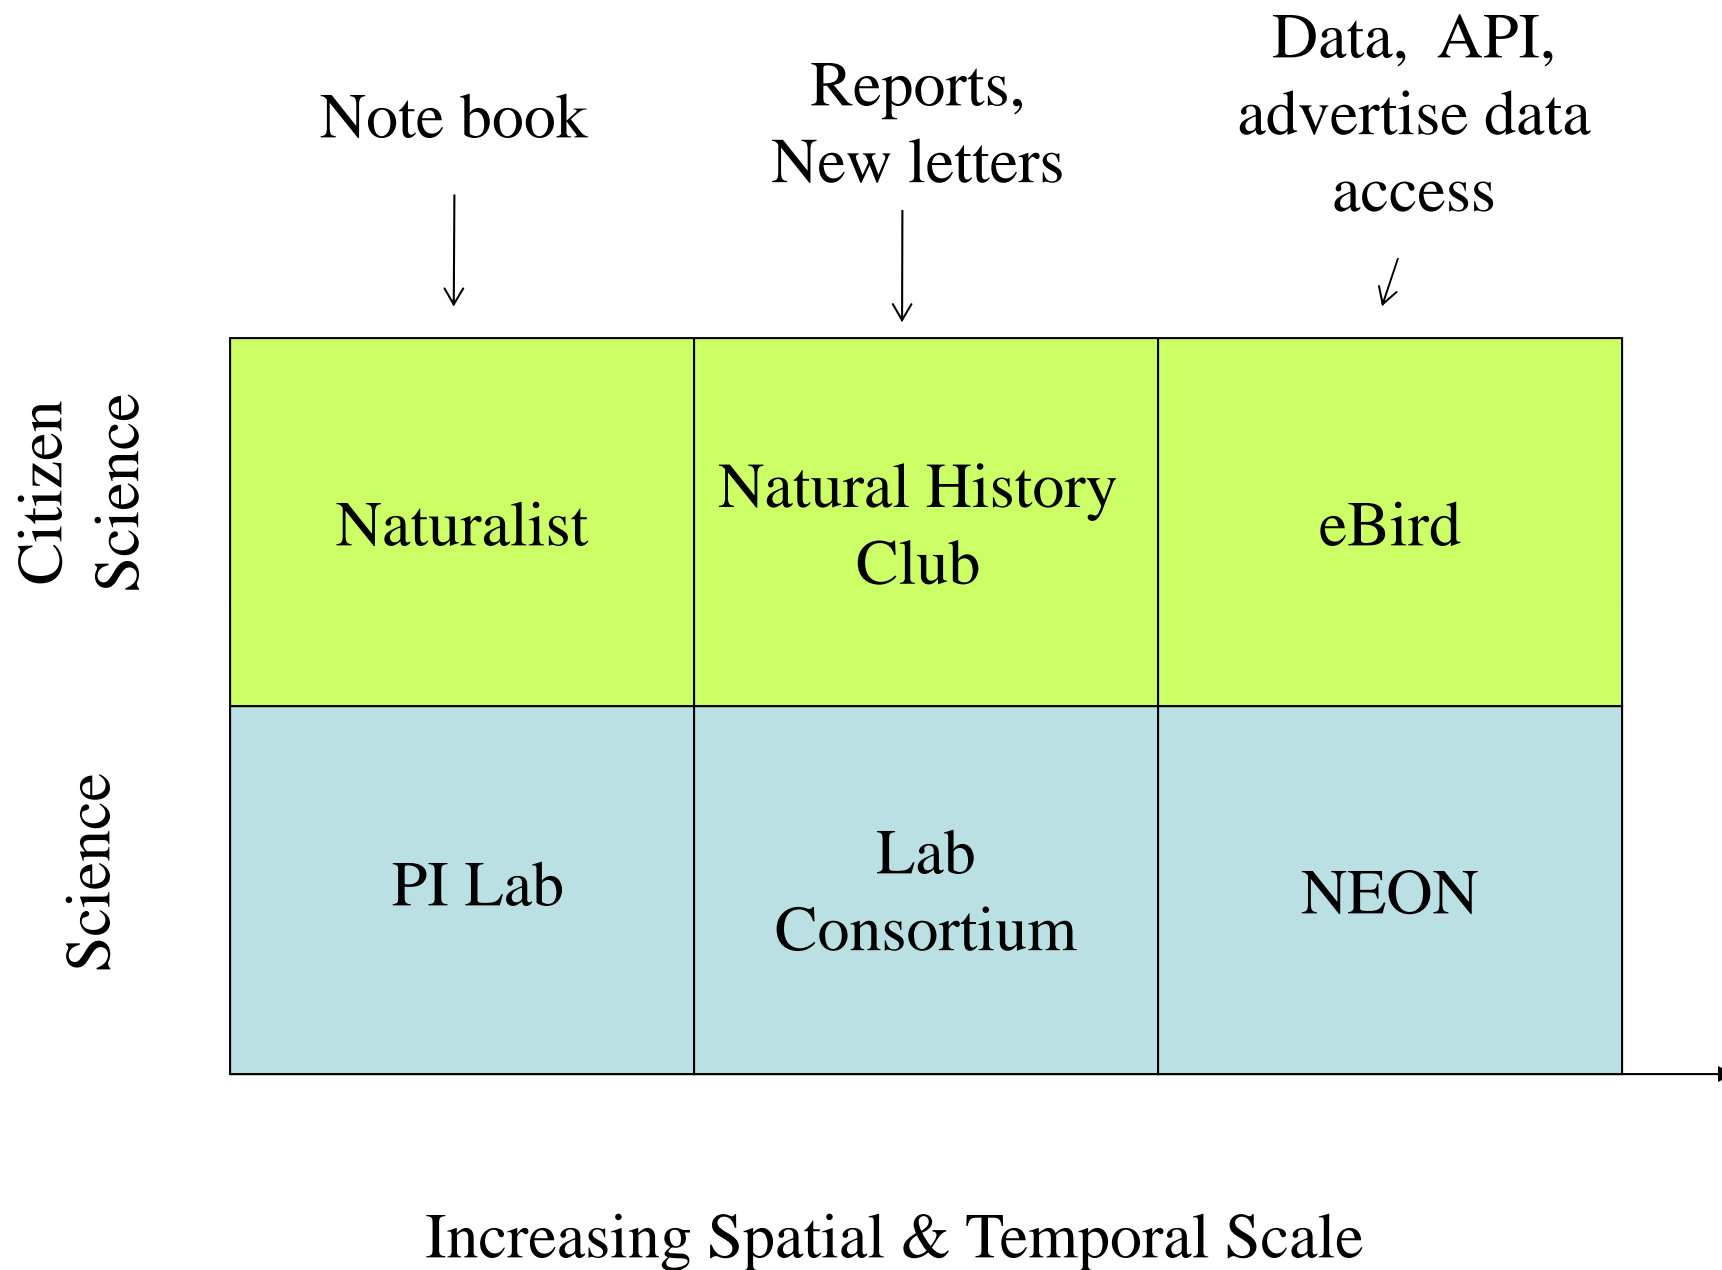 Note book
Reports,
New letters
Data,  API,
advertise data
access
Citizen
Science
Naturalist
Natural History
Club
eBird
Science
PI Lab
Lab
Consortium
NEON
Increasing Spatial & Temporal Scale